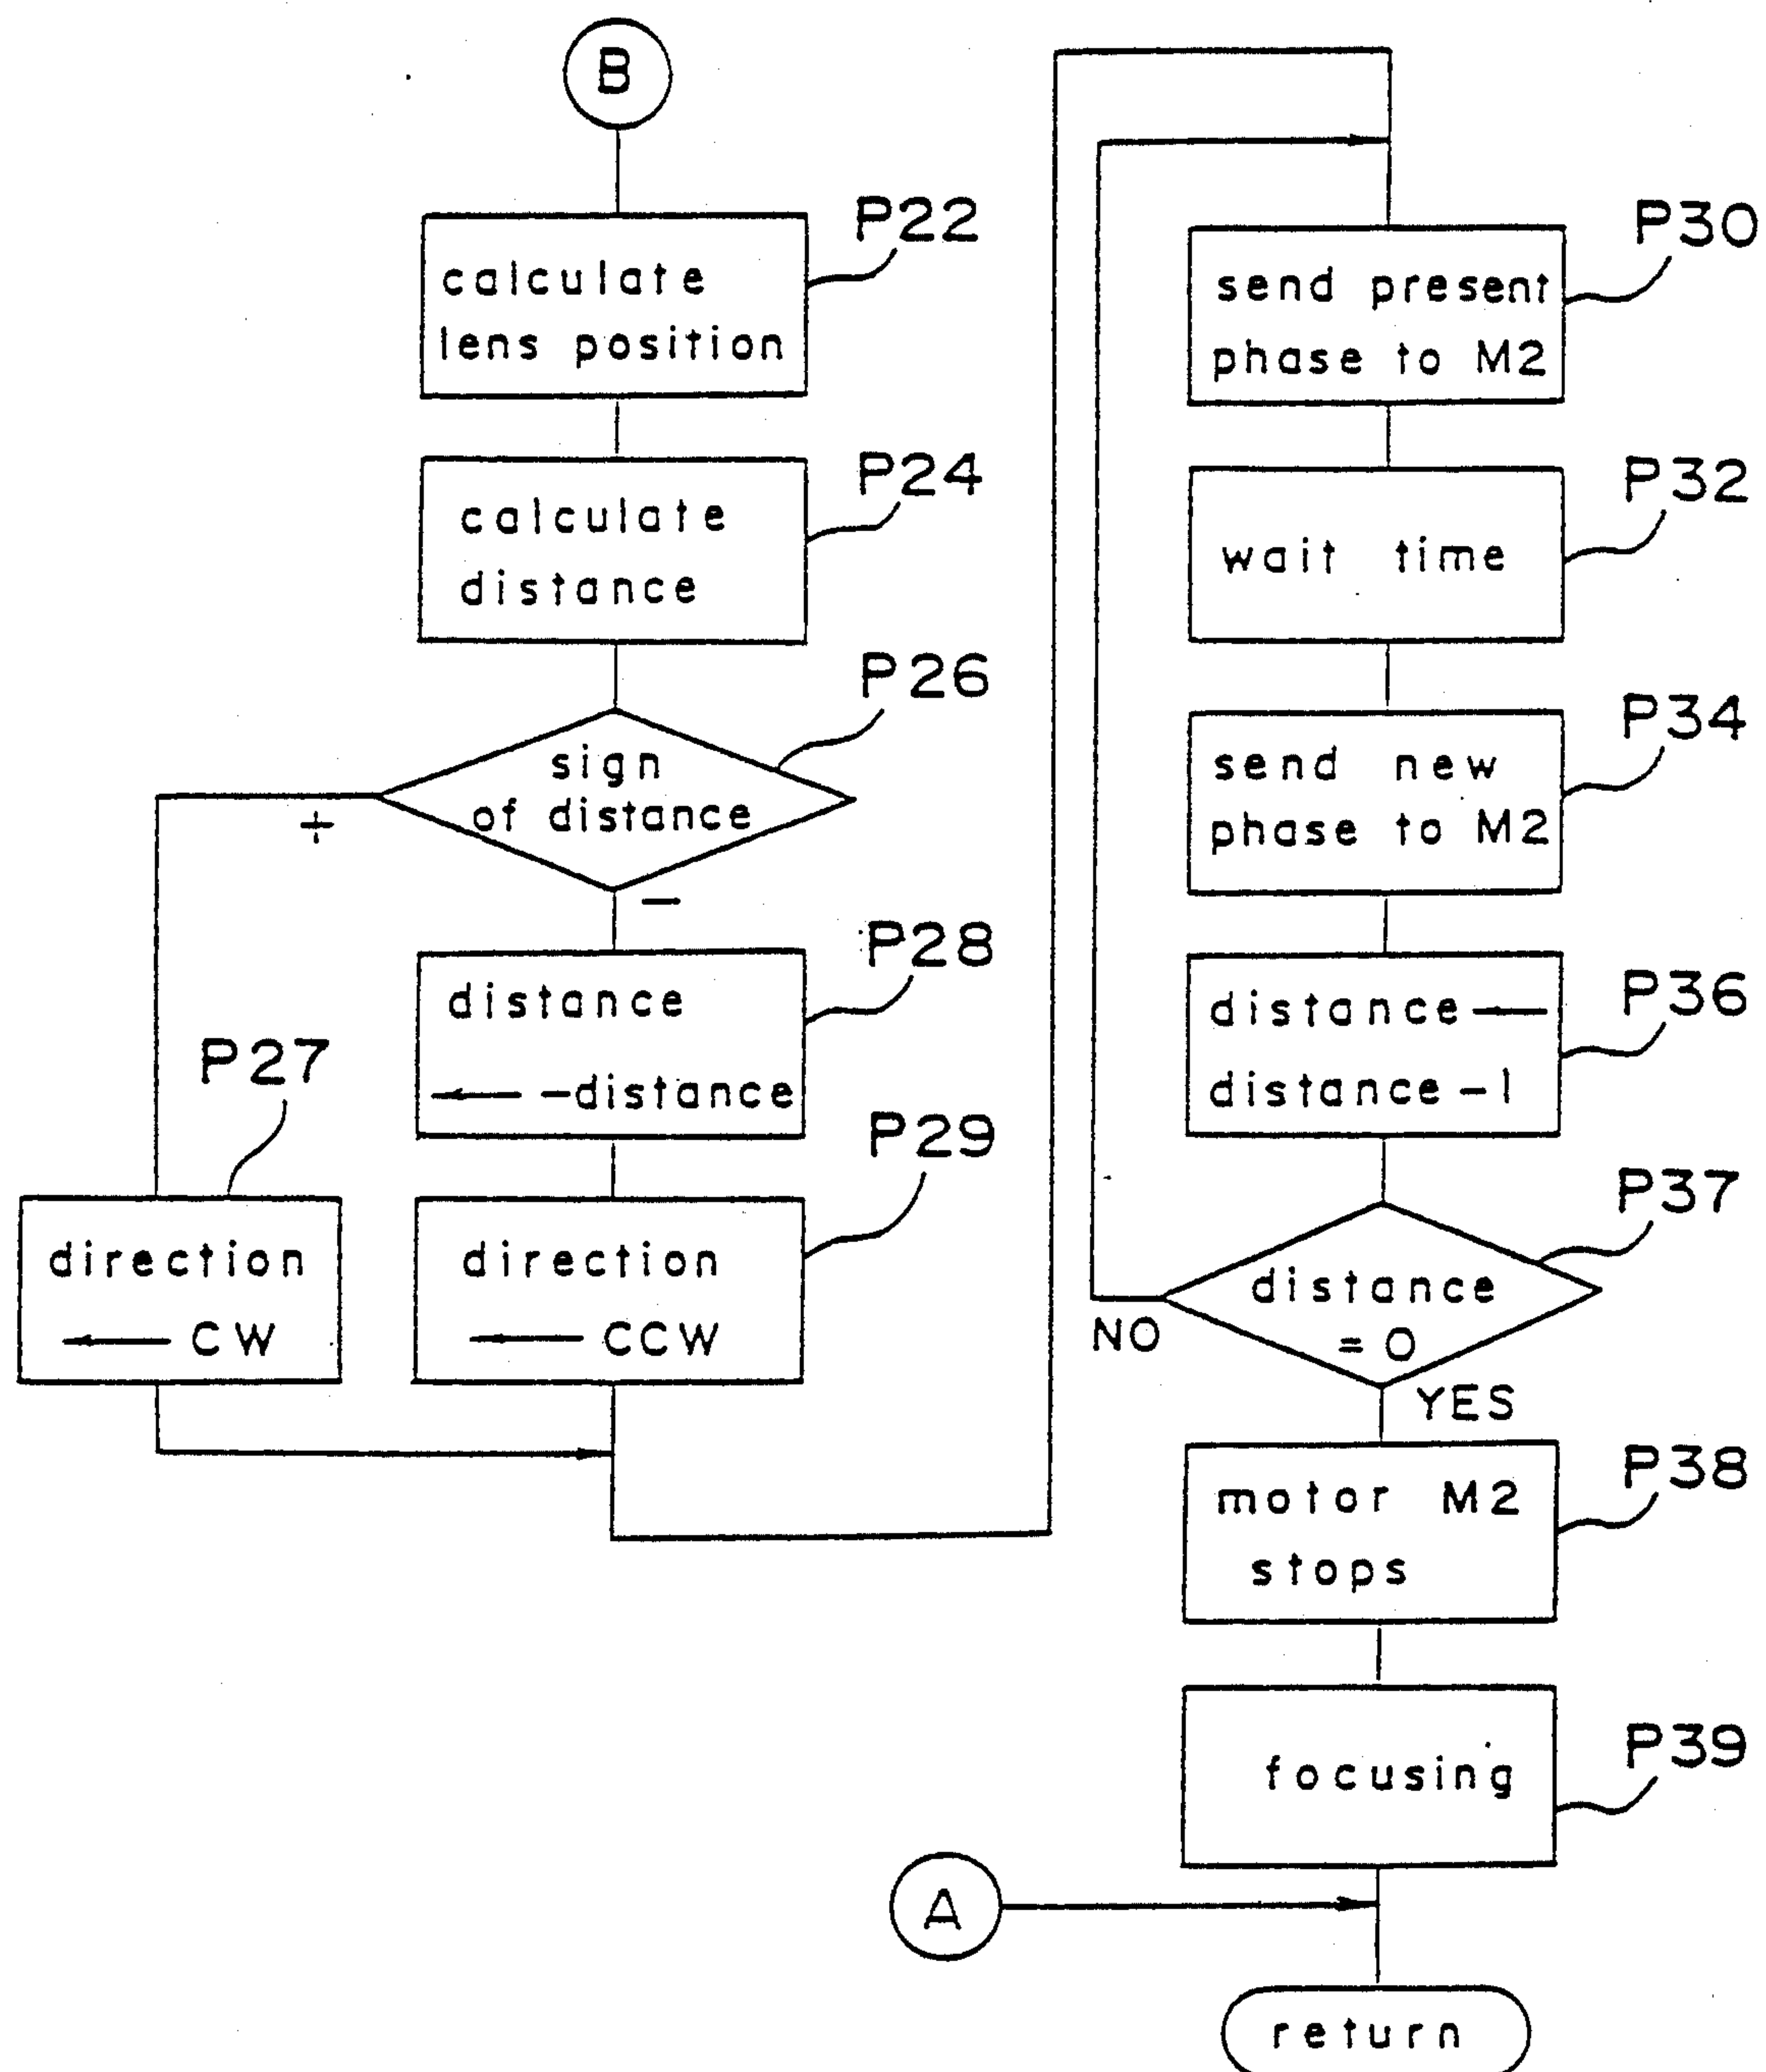 B
P22
calculate
lens position
P24
calculate
distance
P26
sign
of distance
+
−
P28
distance
← -distance
P27
direction
← CW
P29
direction
← CCW
P30
send present
phase to M2
P32
wait time
P34
send new
phase to M2
P36
distance ←
distance -1
P37
distance
= 0
NO
YES
P38
motor M2
stops
P39
focusing
A
return